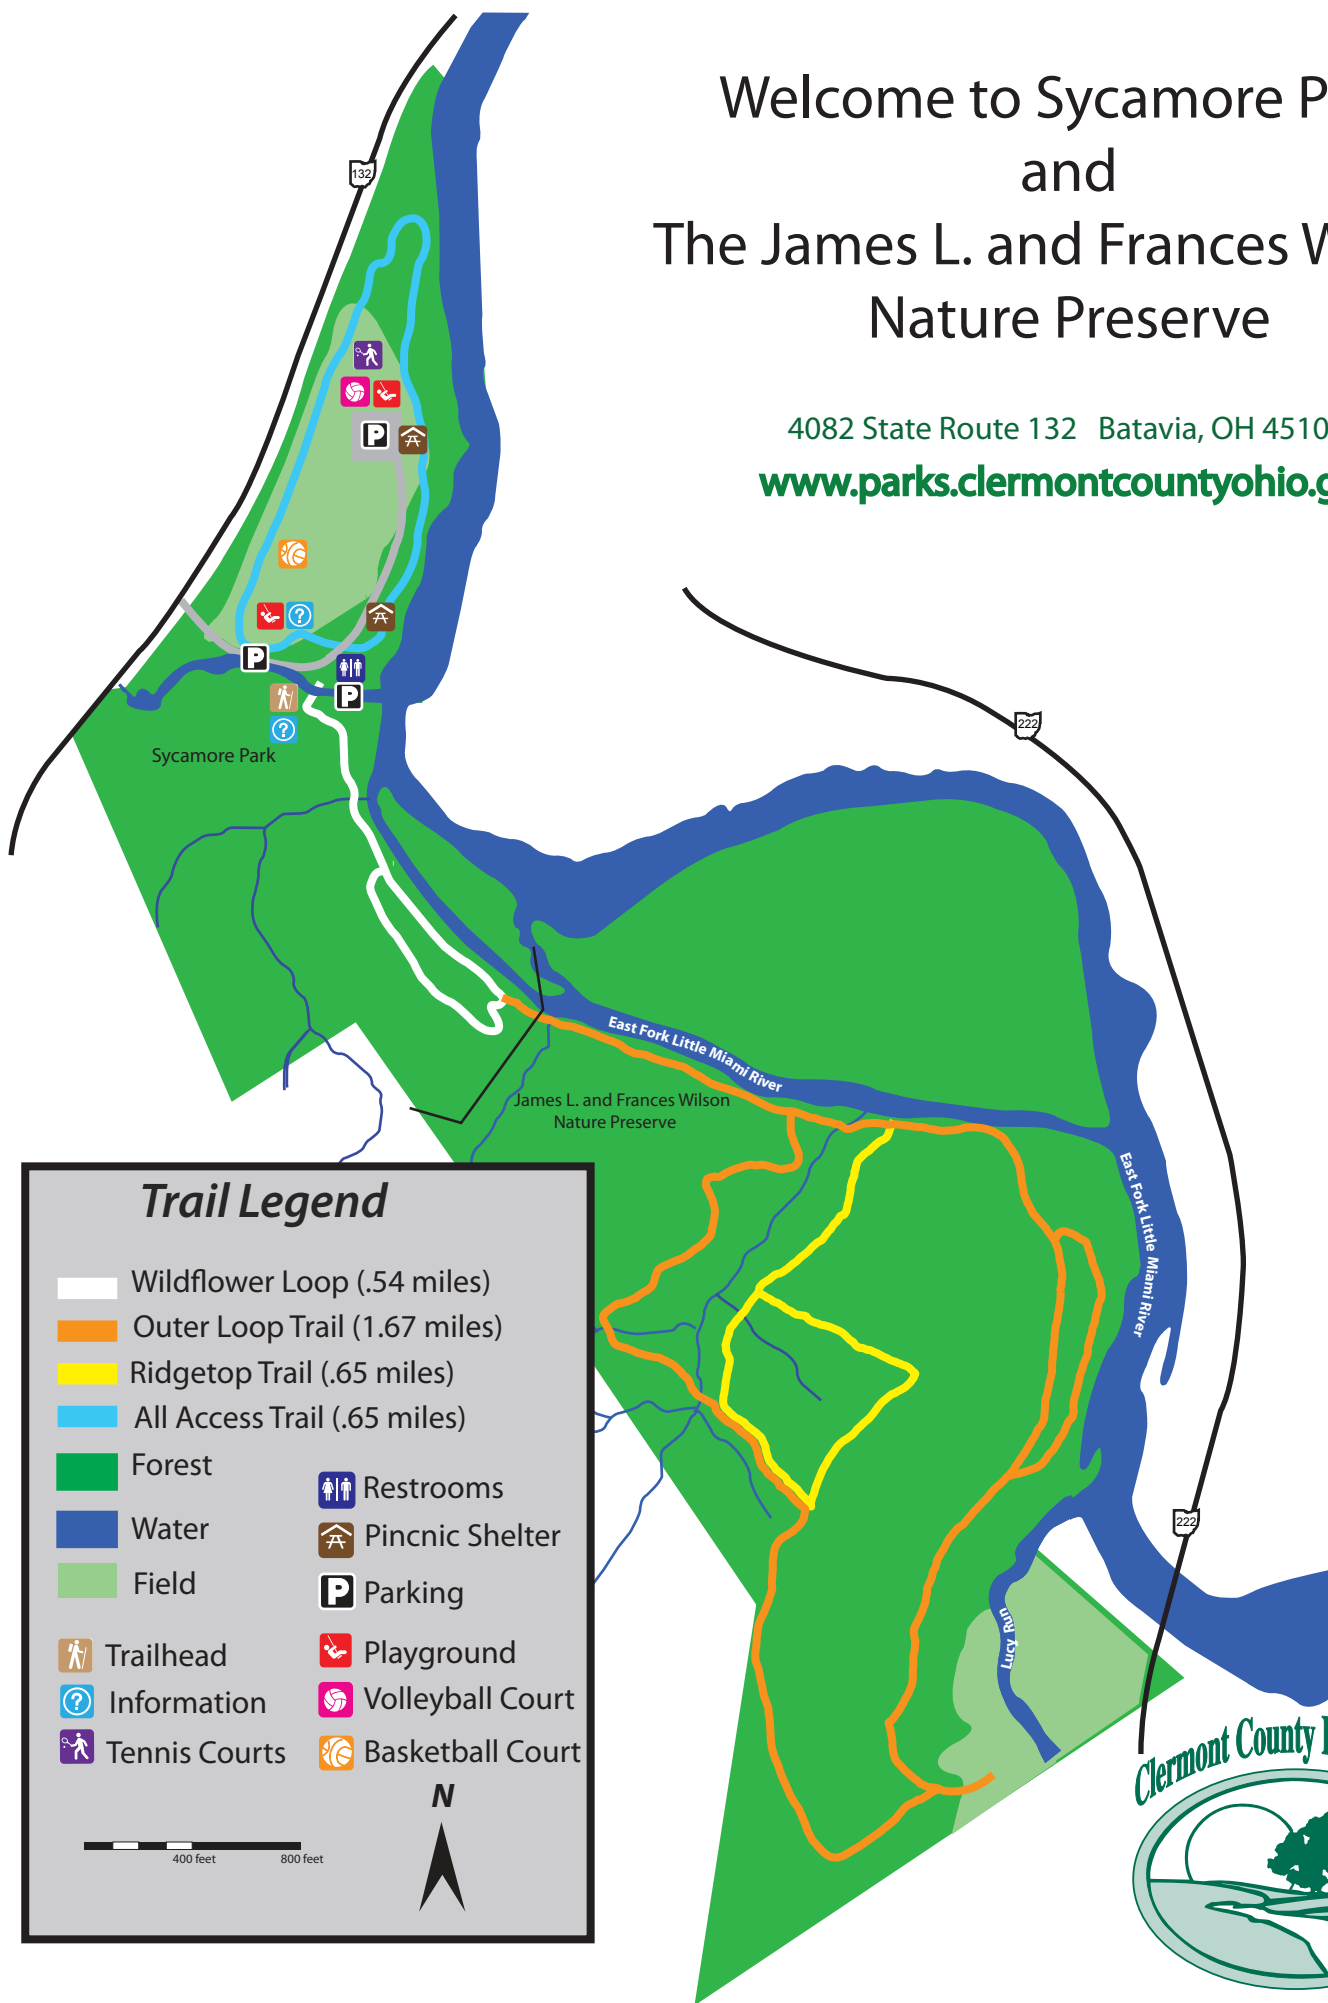 Welcome to Sycamore P
and
The James L. and Frances W
Nature Preserve
4082 State Route 132 Batavia, OH 4510
www.parks.clermontcountyohio.g
132
Sycamore Park
222
East Fork Little Miami River
James L. and Frances Wilson
Nature Preserve
East Fork Little Miami River
222
Lucy Run
Trail Legend
Wildflower Loop (.54 miles)
Outer Loop Trail (1.67 miles)
Ridgetop Trail (.65 miles)
All Access Trail (.65 miles)
Forest
Water
Field
Restrooms
Pincnic Shelter
P Parking
Trailhead
? Information
Tennis Courts
Playground
Volleyball Court
Basketball Court
N
400 feet
800 feet
P
?
P
P
?
Clermont County